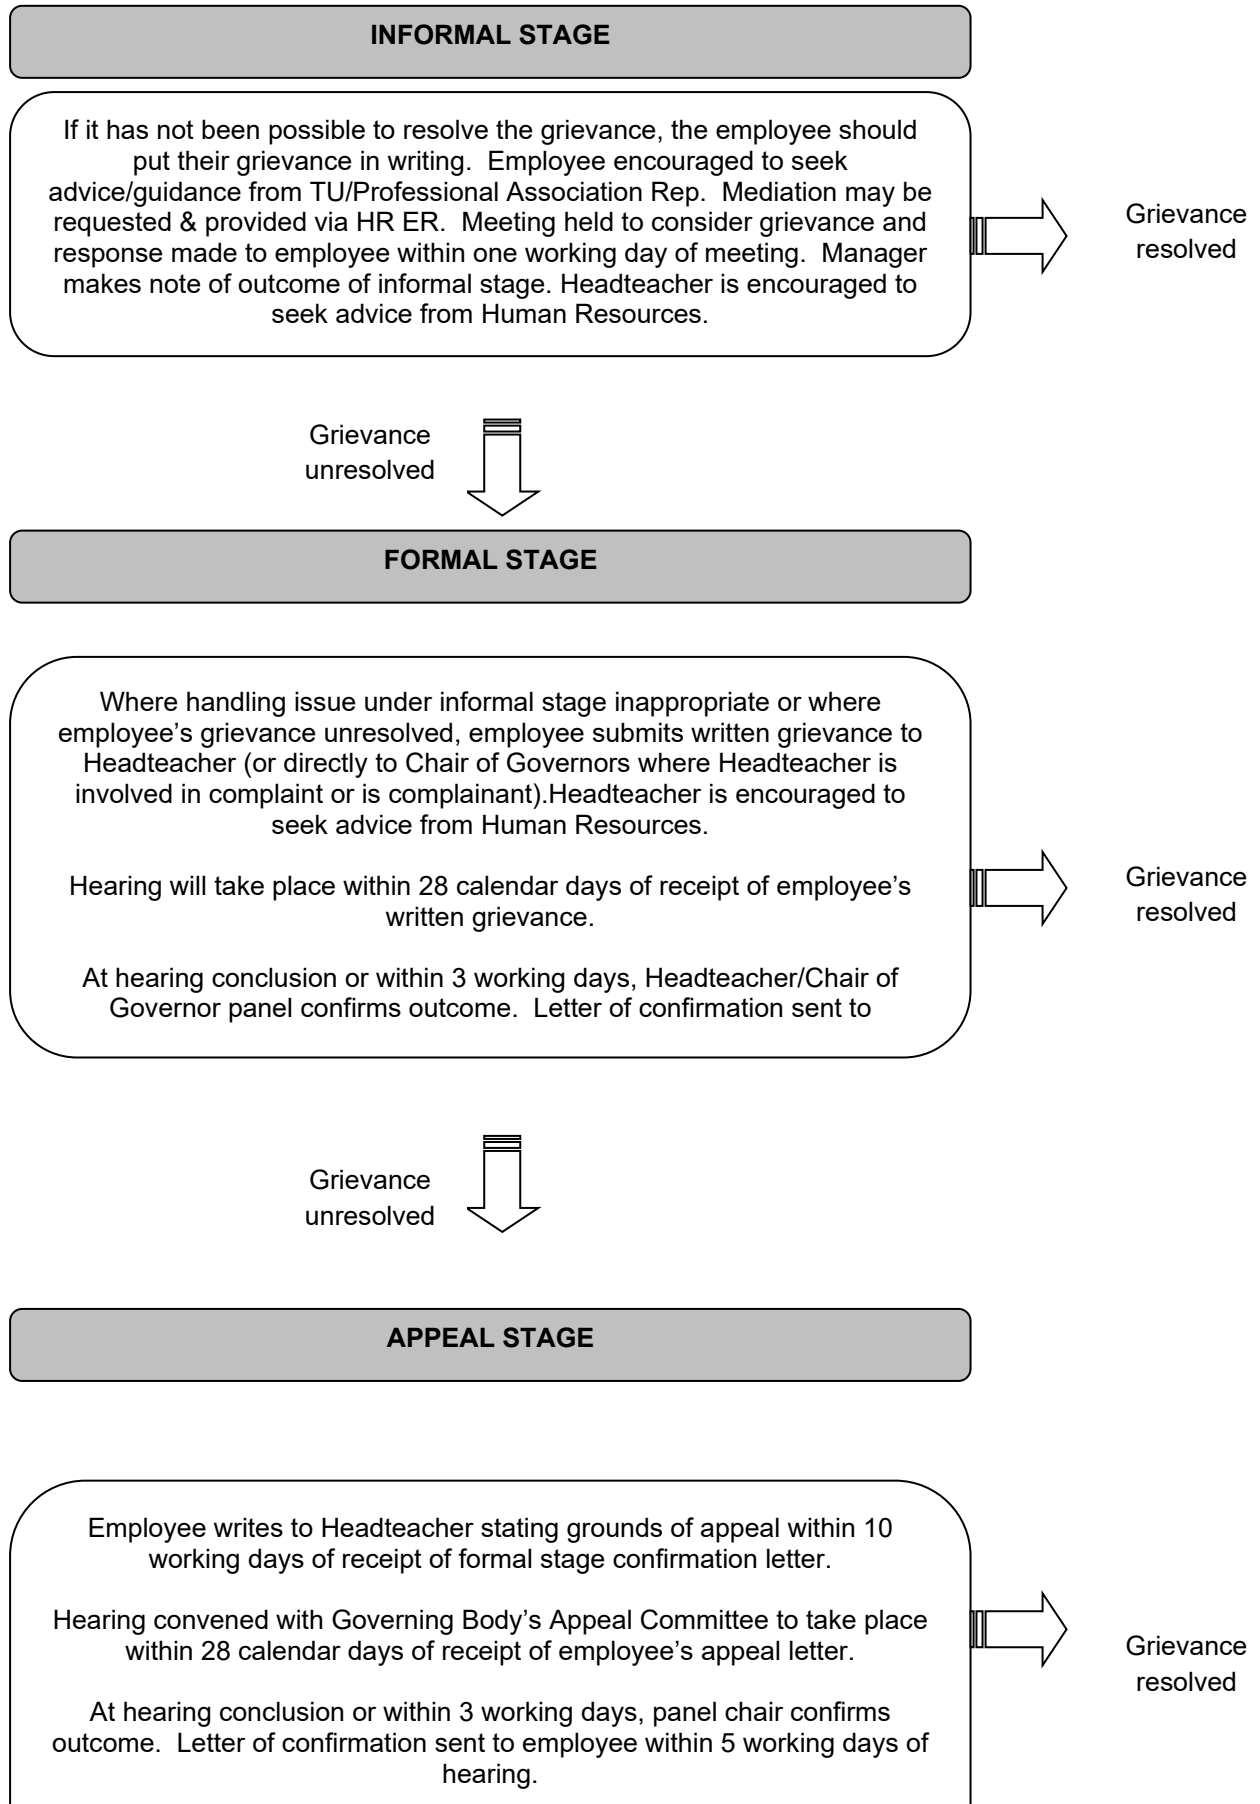 INFORMAL STAGE
If it has not been possible to resolve the grievance, the employee should
put their grievance in writing.  Employee encouraged to seek
advice/guidance from TU/Professional Association Rep.  Mediation may be
requested & provided via HR ER.  Meeting held to consider grievance and
response made to employee within one working day of meeting.  Manager
makes note of outcome of informal stage. Headteacher is encouraged to
seek advice from Human Resources.
Grievance
resolved
Grievance
unresolved
FORMAL STAGE
Where handling issue under informal stage inappropriate or where
employee’s grievance unresolved, employee submits written grievance to
Headteacher (or directly to Chair of Governors where Headteacher is
involved in complaint or is complainant).Headteacher is encouraged to
seek advice from Human Resources.
Hearing will take place within 28 calendar days of receipt of employee’s
written grievance.
At hearing conclusion or within 3 working days, Headteacher/Chair of
Governor panel confirms outcome.  Letter of confirmation sent to
Grievance
resolved
Grievance
unresolved
APPEAL STAGE
Employee writes to Headteacher stating grounds of appeal within 10
working days of receipt of formal stage confirmation letter.
Hearing convened with Governing Body’s Appeal Committee to take place
within 28 calendar days of receipt of employee’s appeal letter.
At hearing conclusion or within 3 working days, panel chair confirms
outcome.  Letter of confirmation sent to employee within 5 working days of
hearing.
Grievance
resolved